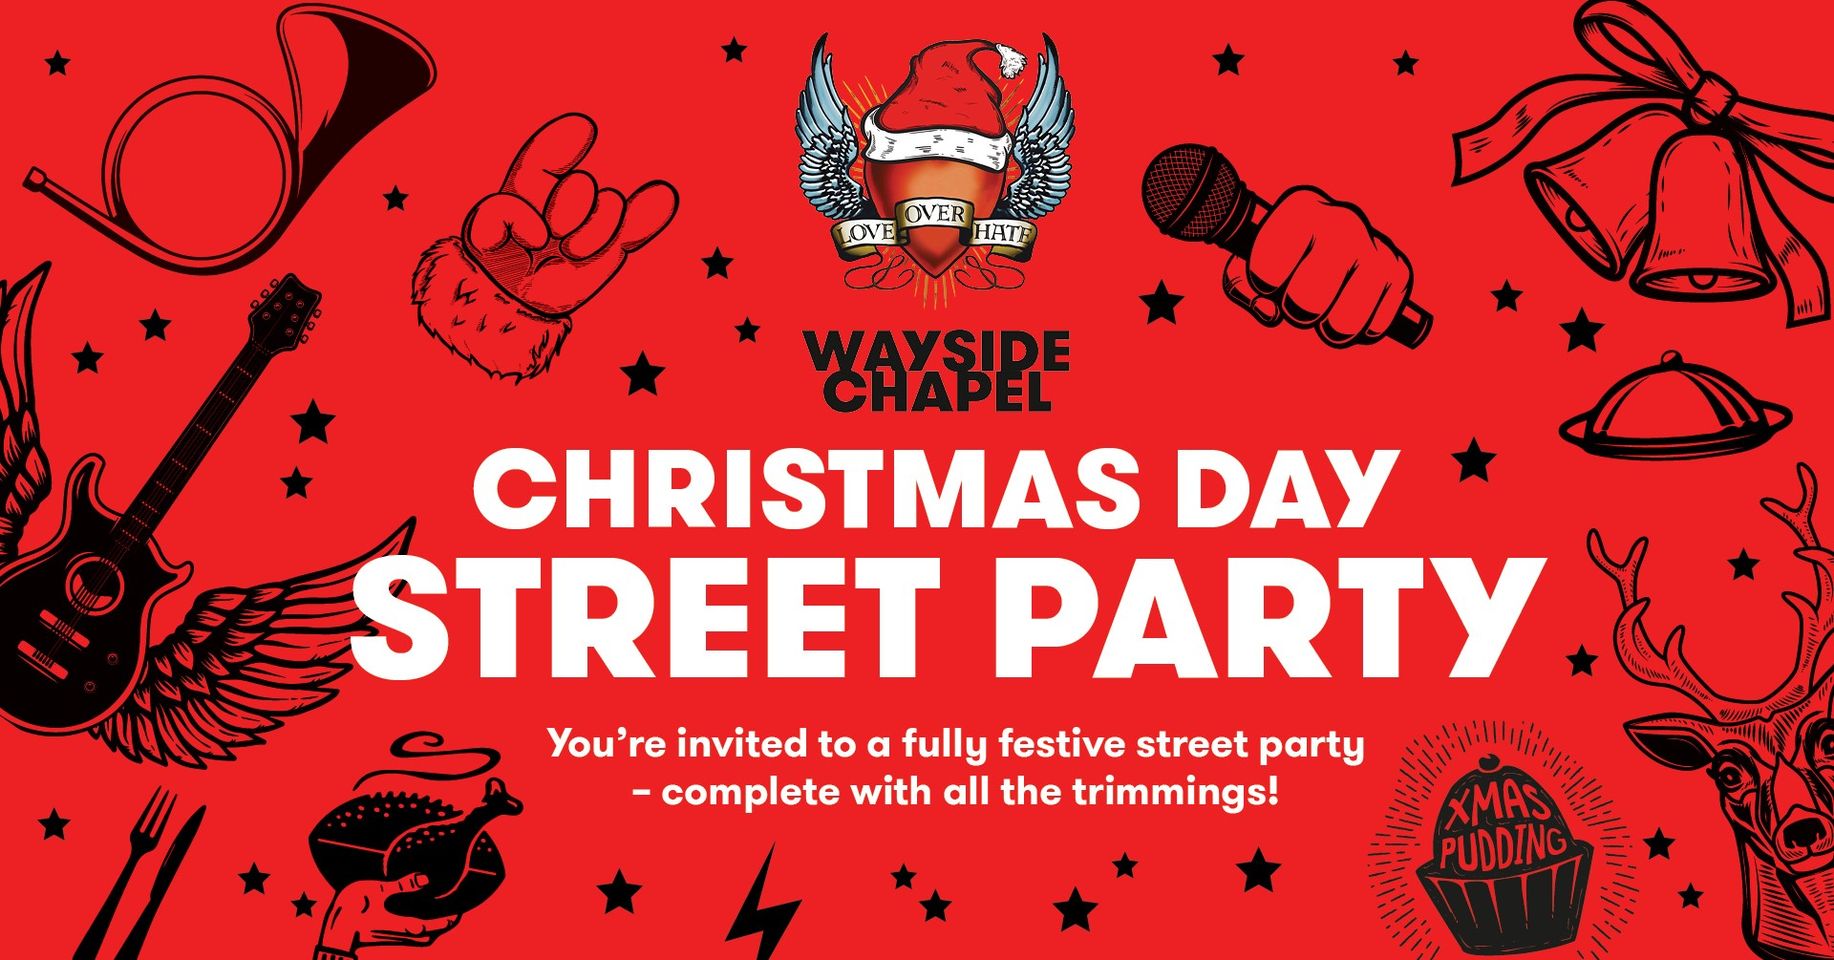 LOVE OVER HATE
WAYSIDE
CHAPEL
CHRISTMAS DAY
STREET PARTY
You're invited to a fully festive street party
– complete with all the trimmings!
XMAS
PUDDING